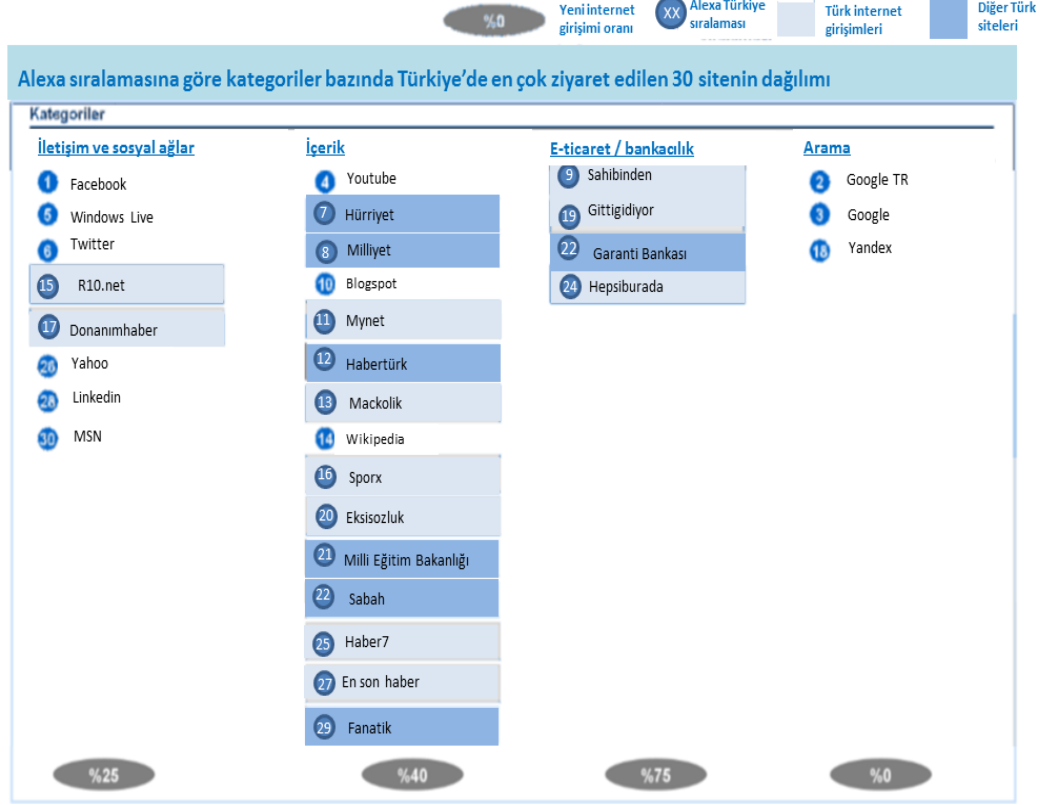 %0
Yeni internet
girişimi oranı
XX
Alexa Türkiye
sıralaması
Türk internet
girişimleri
Diğer Türk
siteleri
Alexa sıralamasına göre kategoriler bazında Türkiye’de en çok ziyaret edilen 30 sitenin dağılımı
Kategoriler
İletişim ve sosyal ağlar
1 Facebook
5 Windows Live
6 Twitter
15 R10.net
17 Donanımhaber
26 Yahoo
28 Linkedin
30 MSN
%25
İçerik
4 Youtube
7 Hürriyet
8 Milliyet
10 Blogspot
11 Mynet
12 Habertürk
13 Mackolik
14 Wikipedia
16 Sporx
20 Eksisozluk
21 Milli Eğitim Bakanlığı
22 Sabah
25 Haber7
27 En son haber
29 Fanatik
%40
E-ticaret / bankacılık
9 Sahibinden
19 Gittigidiyor
22 Garanti Bankası
24 Hepsiburada
%75
Arama
2 Google TR
3 Google
18 Yandex
%0